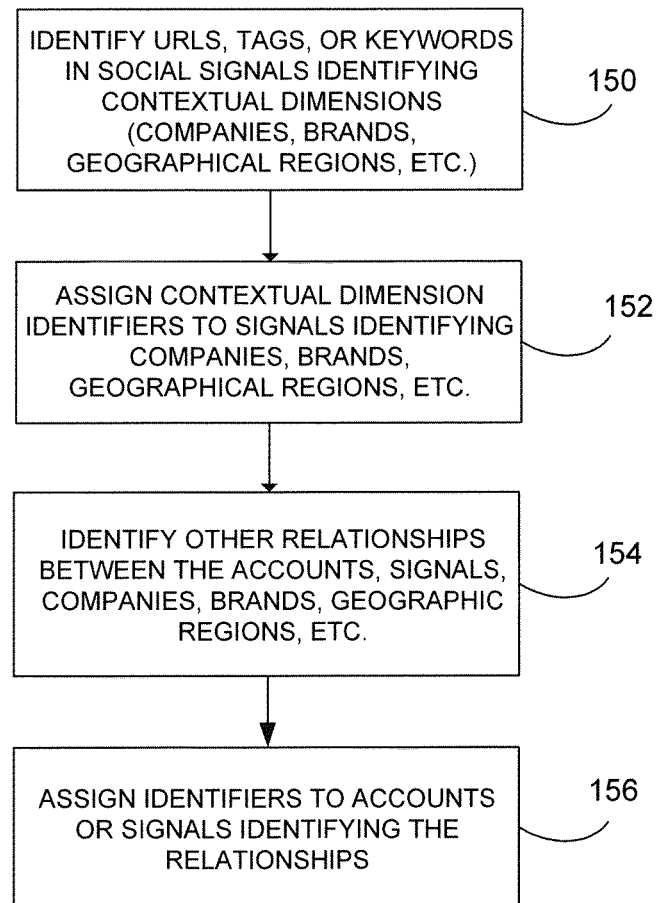 IDENTIFY URLS, TAGS, OR KEYWORDS
IN SOCIAL SIGNALS IDENTIFYING
CONTEXTUAL DIMENSIONS
(COMPANIES, BRANDS,
GEOGRAPHICAL REGIONS, ETC.)
150
ASSIGN CONTEXTUAL DIMENSION
IDENTIFIERS TO SIGNALS IDENTIFYING
COMPANIES, BRANDS,
GEOGRAPHICAL REGIONS, ETC.
152
IDENTIFY OTHER RELATIONSHIPS
BETWEEN THE ACCOUNTS, SIGNALS,
COMPANIES, BRANDS, GEOGRAPHIC
REGIONS, ETC.
154
ASSIGN IDENTIFIERS TO ACCOUNTS
OR SIGNALS IDENTIFYING THE
RELATIONSHIPS
156